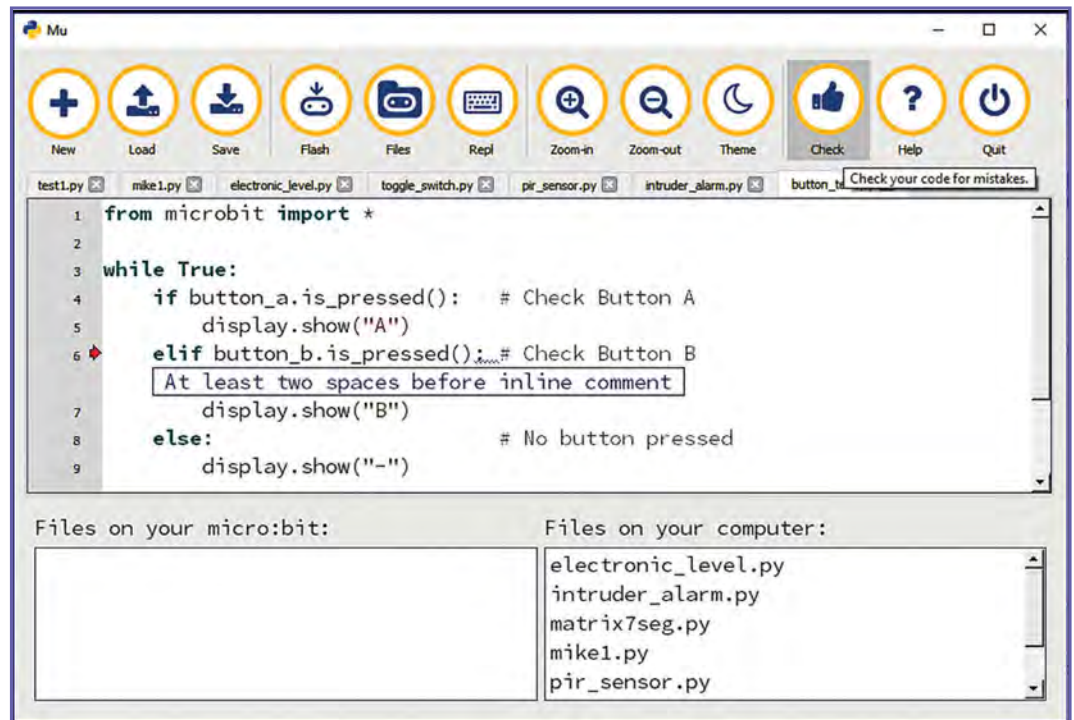 Mu
New Load Save Flash Files Repl Zoom-in Zoom-out Theme Check Help Quit
test1.py mike1.py electronic_level.py toggle_switch.py pir_sensor.py intruder_alarm.py
Check your code for mistakes.
1 from microbit import *
2
3 while True:
4     if button_a.is_pressed():   # Check Button A
5         display.show("A")
6     elif button_b.is_pressed(): # Check Button B
At least two spaces before inline comment
7         display.show("B")
8     else:                       # No button pressed
9         display.show("-")
Files on your micro:bit: Files on your computer:
electronic_level.py
intruder_alarm.py
matrix7seg.py
mike1.py
pir_sensor.py